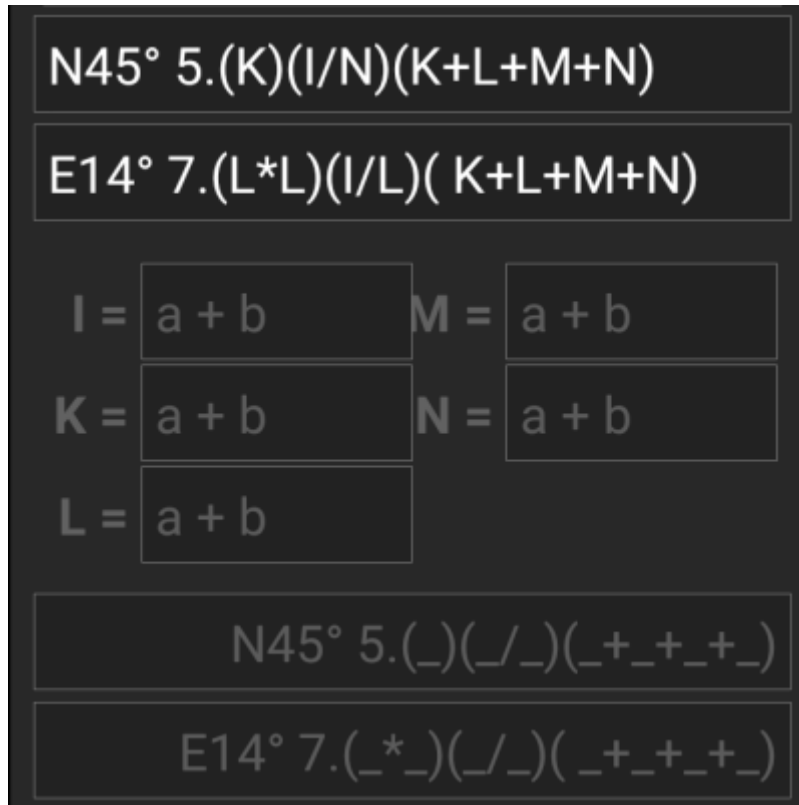 N45° 5.(K)(I/N)(K+L+M+N)
E14° 7.(L*L)(I/L)( K+L+M+N)
I = a + b M = a + b
K = a + b N = a + b
L = a + b
N45° 5.(_)(_/_)(_+_+_+_)
E14° 7.(_*_)(_/_)( _+_+_+_)